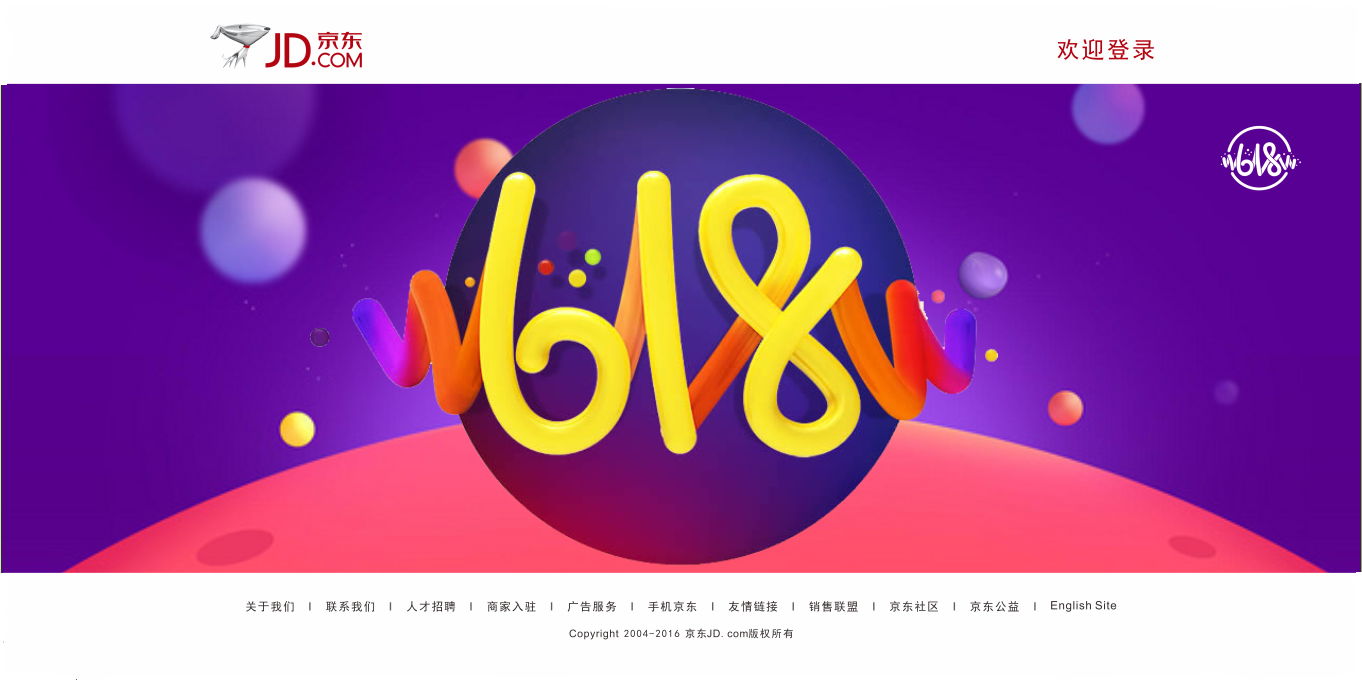 JD.京东
.COM
欢迎登录
618
618
关于我们 | 联系我们 | 人才招聘 | 商家入驻 | 广告服务 | 手机京东 | 友情链接 | 销售联盟 | 京东社区 | 京东公益 | English Site
Copyright 2004-2016 京东JD. com版权所有